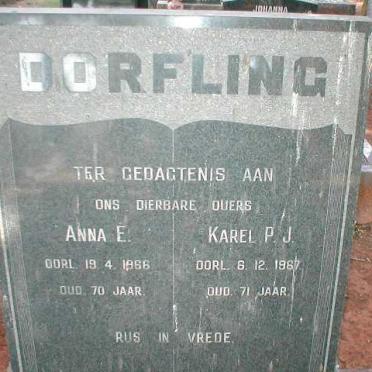 JOHANNA
DORFLING
TER GEDAGTENIS AAN
ONS DIERBARE OUERS
ANNA E. KAREL P. J.
OORL. 19. 4. 1966 OORL. 6. 12. 1967
OUD. 70 JAAR. OUD. 71 JAAR.
RUS IN VREDE.